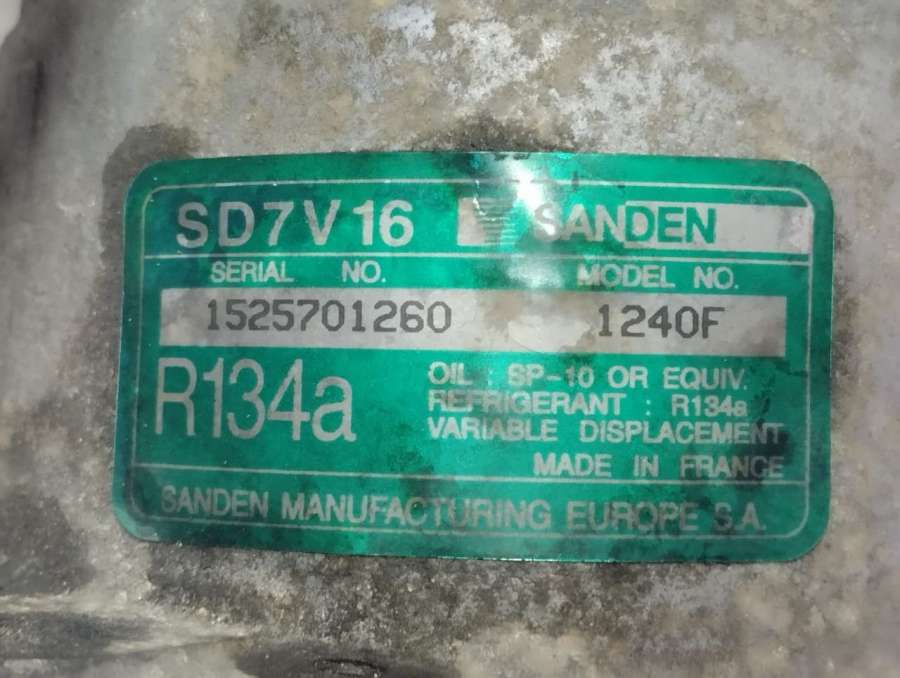 SD7V16 SANDEN
SERIAL NO. MODEL NO.
1525701260 1240F
R134a
OIL : SP-10 OR EQUIV.
REFRIGERANT : R134a
VARIABLE DISPLACEMENT
MADE IN FRANCE
SANDEN MANUFACTURING EUROPE S.A.